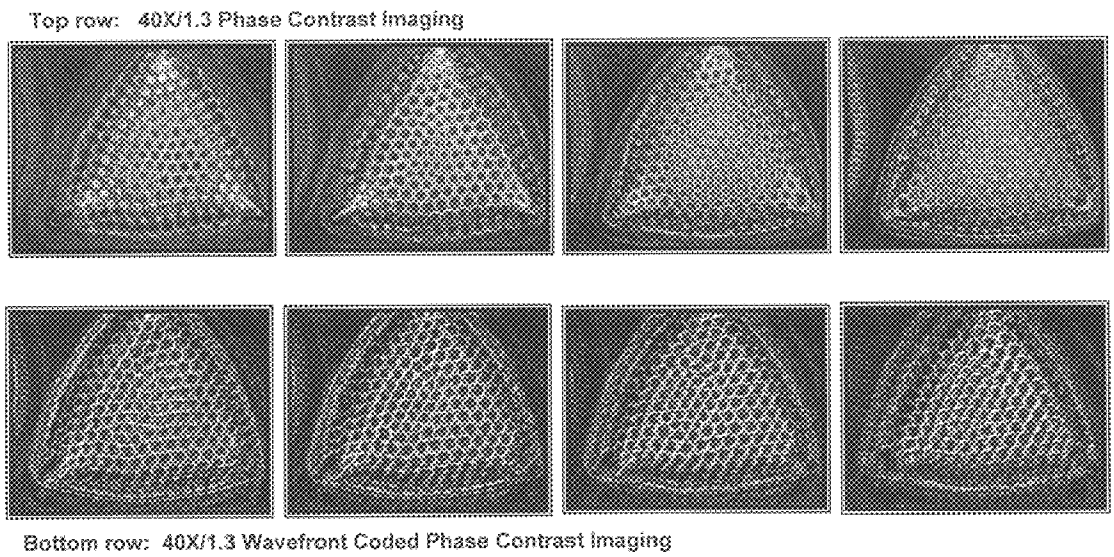 Top row: 40X/1.3 Phase Contrast Imaging
Bottom row: 40X/1.3 Wavefront Coded Phase Contrast Imaging